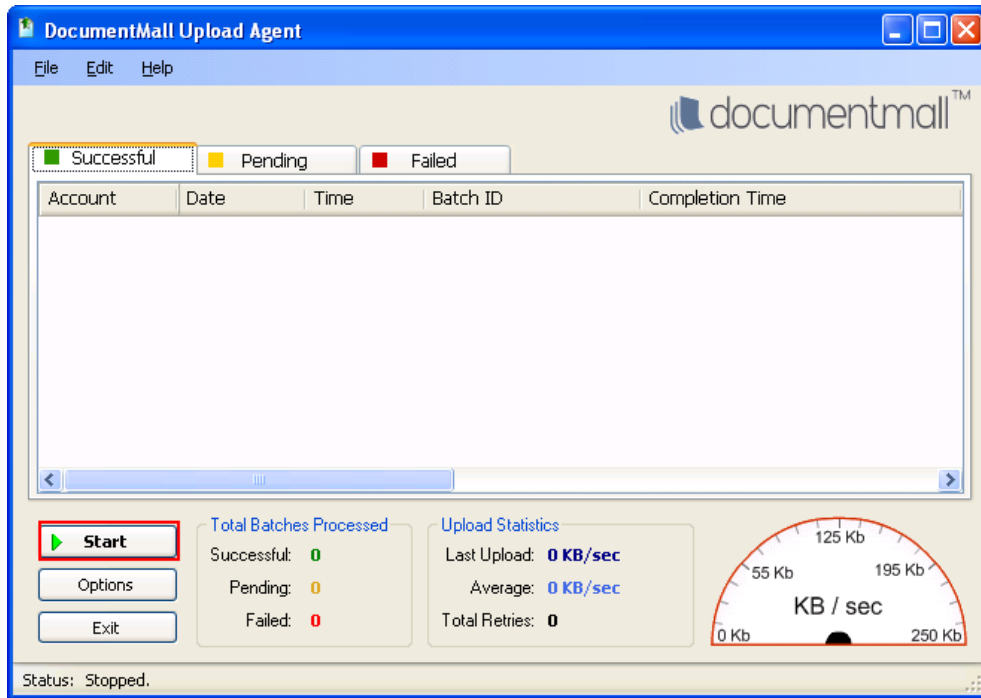 DocumentMall Upload Agent
File Edit Help
documentmall™
Successful Pending Failed
Account Date Time Batch ID Completion Time
Start
Options
Exit
Total Batches Processed
Successful: 0
Pending: 0
Failed: 0
Upload Statistics
Last Upload: 0 KB/sec
Average: 0 KB/sec
Total Retries: 0
125 Kb
55 Kb 195 Kb
KB / sec
0 Kb 250 Kb
Status: Stopped.